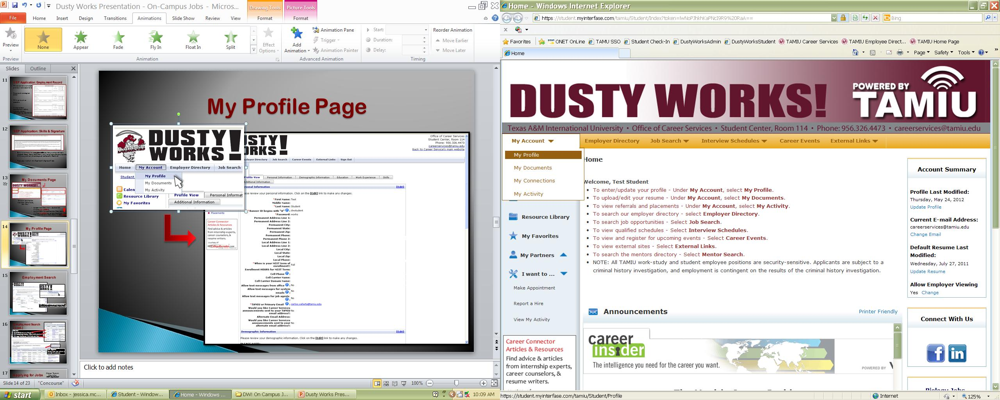 Dusty Works Presentation - On-Campus Jobs - Micros...
Drawing Tools
Picture Tools
File
Home
Insert
Design
Transitions
Animations
Slide Show
Review
View
Format
Format
Preview
None
Appear
Fade
Fly In
Float In
Split
Effect Options
Add Animation
Animation Pane
Trigger
Animation Painter
Start:
Duration:
Delay:
Reorder Animation
Move Earlier
Move Later
Preview
Animation
Advanced Animation
Timing
Slides
Outline
11
SEP Application: Employment Record
12
SEP Application: Skills & Signature
13
My Documents Page
DUSTY WORKS!
14
My Profile Page
15
Employment Search
16
Employment Search
(cont.)
17
Applying for Jobs
My Profile Page
DUSTY
WORKS!
Dustdevils
Home
My Account
Employer Directory
Job Search
Student
My Profile
My Documents
My Activity
Calen
Resource Library
My Favorites
Profile View
Personal Informat
Additional Information
Office of Career Services
Student Center, Room 114
Phone: 956.326.4473
careerservices@tamiu.edu
Back to Career Service's main website
loyer Directory
Job Search
Career Events
External Links
Sign Out
Profile View
Personal Information
Demographic Information
Education
Work Experience
Skills
Additional Information
rsonal Information
[Edit]
se review your personal information. Click on the [Edit] link to make any changes.
*First Name: Test
Middle Name:
*Last Name: Student
*Banner ID begins with "A" : dwstudent
*Password: works
Permanent Address Line 1:
Permanent Address Line 2:
Permanent City:
Permanent State:
Permanent Zip:
Permanent Phone:
Permanent Phone 2:
Local Address Line 1:
Local Address Line 2:
Local City:
Local State:
Local Zip:
Local Phone:
*When is your NEXT term of enrollment?: Fall
Enrollment HOURS for NEXT Term:
Cell Phone :
Cell Carrier Name:
Cell Carrier Domain Name:
Allow text messages from office : No
Allow text messages for system emails : No
Allow text messages for job agents : No
*TAMIU or Primary Email : carlos.vallarta@tamiu.edu
Would you like Career Services announcements sent to your TAMIU email address?: No
Alternate Email Address:
Would you like Career Services announcements sent to your alternate email address?: No
Demographic Information
[Edit]
Please review your demographic information. Click on the [Edit] link to make any changes.
PLEASE NOTE:
Placements
Career Connector
Articles & Resources
Find advice & articles
from internship experts,
career counselors, &
resume writers.
courtesy of
CollegeRecruiter.com
Click to add notes
Slide 14 of 23
"Concourse"
100%
start
Inbox - jessica.mc...
Student - Window...
Home - Windows ...
DW! On Campus J...
Dusty Works Pres...
10:09 AM
Home - Windows Internet Explorer
https://student.myinterfase.com/tamiu/Student/Index?token=lwNoPJhkhKaPNcI9R9%20RaA==
Bing
Favorites
ONET OnLine
TAMU SSO
Student Check-In
DustyWorksAdmin
DustyWorksStudent
TAMIU Career Services
TAMIU Employee Direct...
TAMIU Home Page
Home
Page
Safety
Tools
DUSTY WORKS!
POWERED BY
TAMIU
Texas A&M International University • Office of Career Services • Student Center, Room 114 • Phone: 956.326.4473 • careerservices@tamiu.edu
My Account
Employer Directory
Job Search
Interview Schedules
Career Events
External Links
My Profile
My Documents
My Connections
My Activity
Resource Library
My Favorites
My Partners
I want to ...
Make Appointment
Report a Hire
View My Activity
Career Connector
Articles & Resources
Find advice & articles
from internship experts,
career counselors, &
resume writers.
Home
Welcome, Test Student
• To enter/update your profile - Under My Account, select My Profile.
• To upload/edit your resume - Under My Account, select My Documents.
• To view referrals and placements - Under My Account, select My Activity.
• To search our employer directory - select Employer Directory.
• To search job opportunities - Select Job Search.
• To view qualified schedules - Select Interview Schedules.
• To view and register for upcoming events - Select Career Events.
• To view external sites - Select External Links.
• To search the mentors directory - Select Mentor Search.
• NOTE: All TAMIU work-study and student employee positions are security-sensitive. Applicants are subject to a
criminal history investigation, and employment is contingent on the results of the criminal history investigation.
Announcements
Printer Friendly
career
insider
The intelligence you need for the career you want.
POWERED BY
Account Summary
Profile Last Modified:
Thursday, May 24, 2012
Update Profile
Current E-mail Address:
careerservices@tamiu.edu
Change Email
Default Resume Last
Modified:
Wednesday, July 27, 2011
Update Resume
Allow Employer Viewing
Yes Change
Connect With Us
f
in
Biology Jobs
https://student.myinterfase.com/tamiu/Student/Profile
Internet
125%